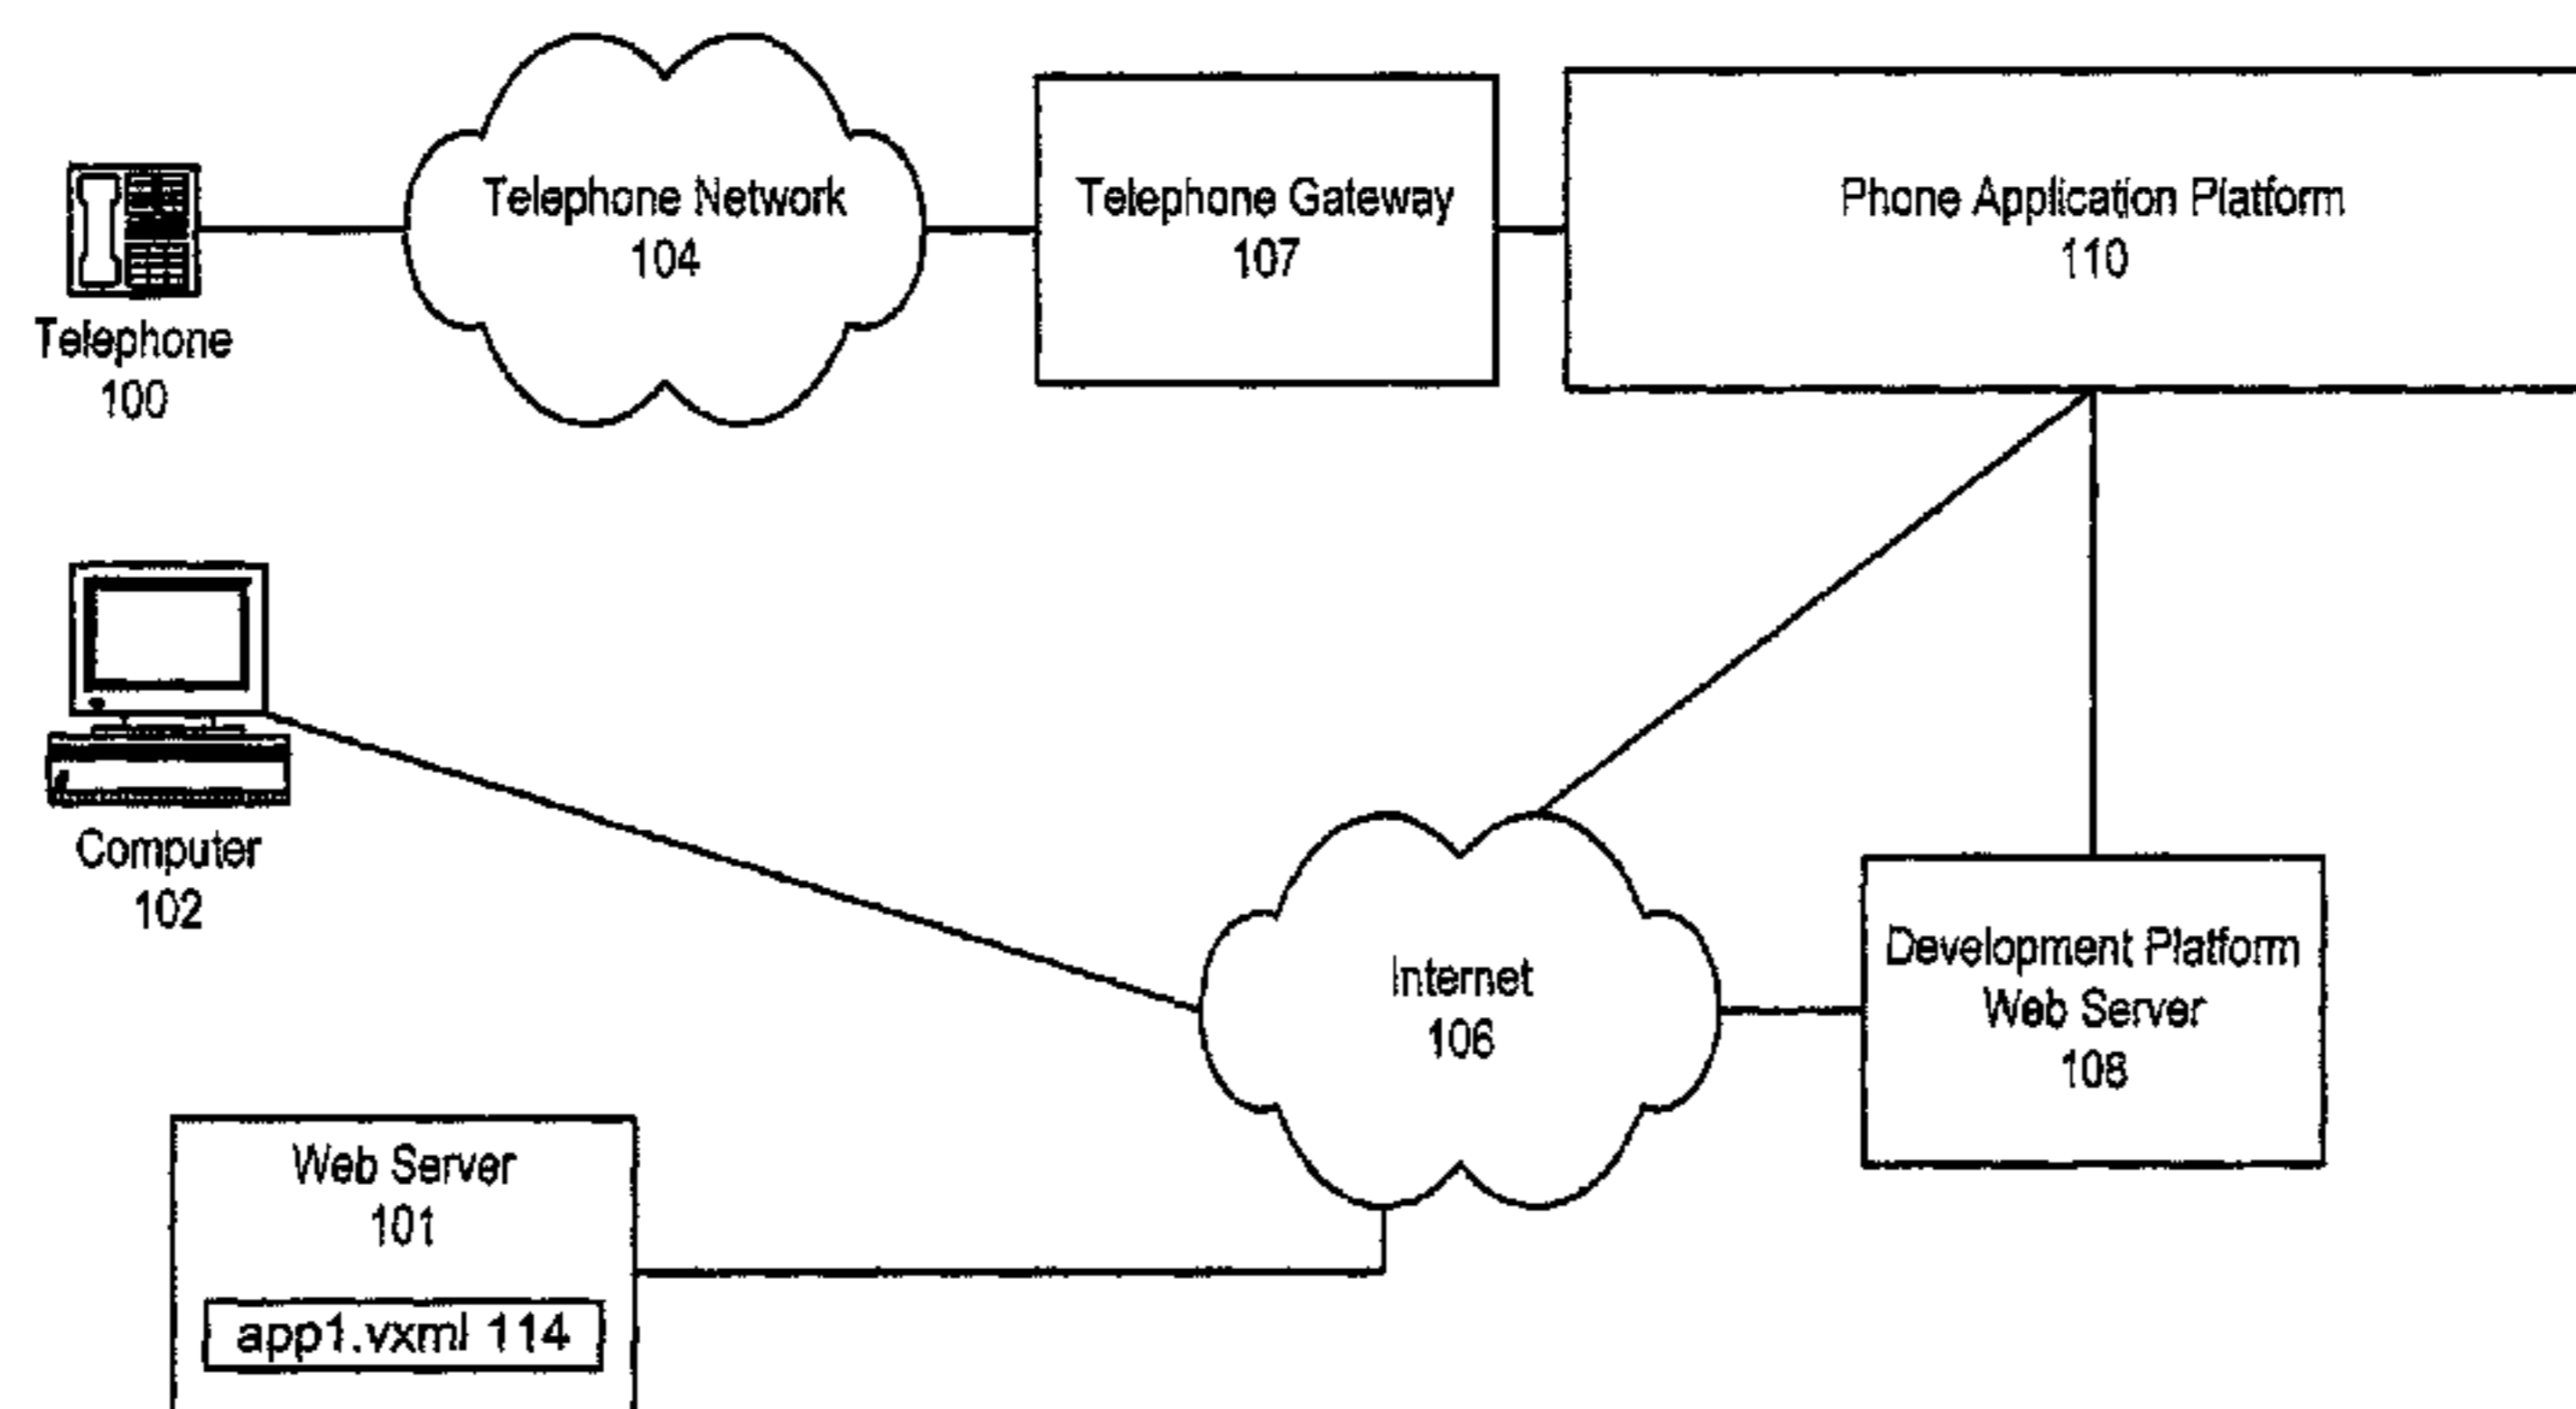 Telephone Network
104
Telephone Gateway
107
Phone Application Platform
110
Telephone
100
Computer
102
Internet
106
Development Platform
Web Server
108
Web Server
101
app1.vxml 114